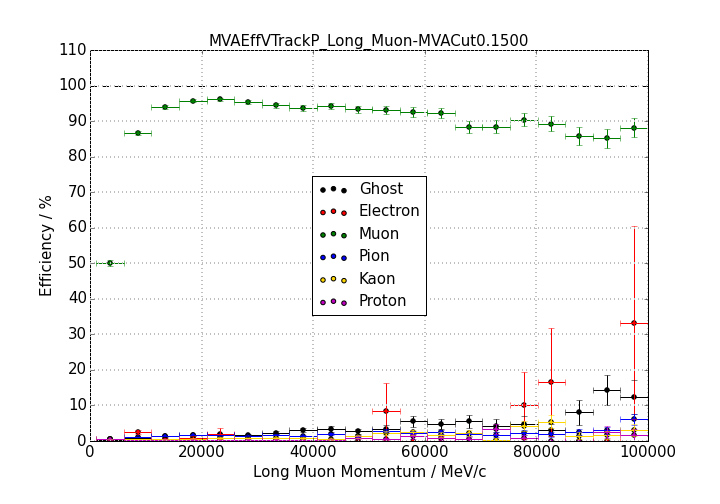 MVAEffVTrackP_Long_Muon-MVACut0.1500
110
100
90
80
70
60
50
40
30
20
10
0
Efficiency / %
Ghost
Electron
Muon
Pion
Kaon
Proton
0 20000 40000 60000 80000 100000
Long Muon Momentum / MeV/c